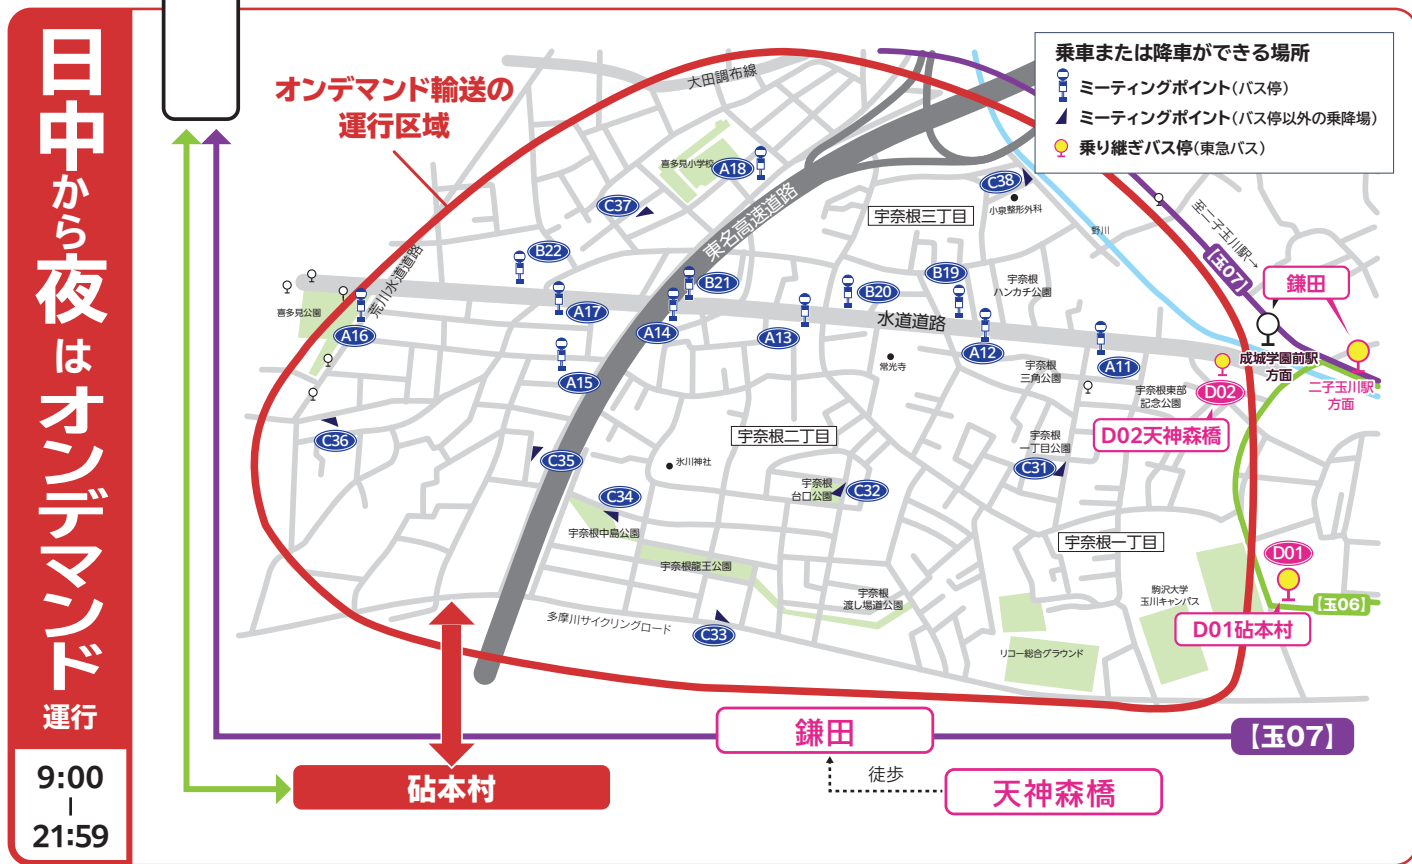 日中から夜はオンデマンド
運行
9:00
-
21:59
オンデマンド輸送の
運行区域
乗車または降車ができる場所
ミーティングポイント(バス停)
ミーティングポイント(バス停以外の乗降場)
乗り継ぎバス停(東急バス)
大田調布線
喜多見小学校
A18
C37
東名高速道路
C38
小泉整形外科
宇奈根三丁目
野川
至二子玉川駅→
【玉07】
鎌田
B22
荒川水道道路
喜多見公園
A16
A17
A14
B21
A13
B20
B19
宇奈根
ハンカチ公園
水道道路
A12
A11
常光寺
宇奈根
三角公園
宇奈根東部
記念公園
D02
成城学園前駅
方面
二子玉川駅
方面
D02天神森橋
A15
C36
C35
宇奈根二丁目
氷川神社
宇奈根
一丁目公園
C31
C34
宇奈根
台口公園
C32
宇奈根中島公園
宇奈根一丁目
D01
宇奈根龍王公園
宇奈根
渡し場道公園
駒沢大学
玉川キャンパス
【玉06】
D01砧本村
多摩川サイクリングロード
C33
リコー総合グラウンド
鎌田
【玉07】
砧本村
徒歩
天神森橋